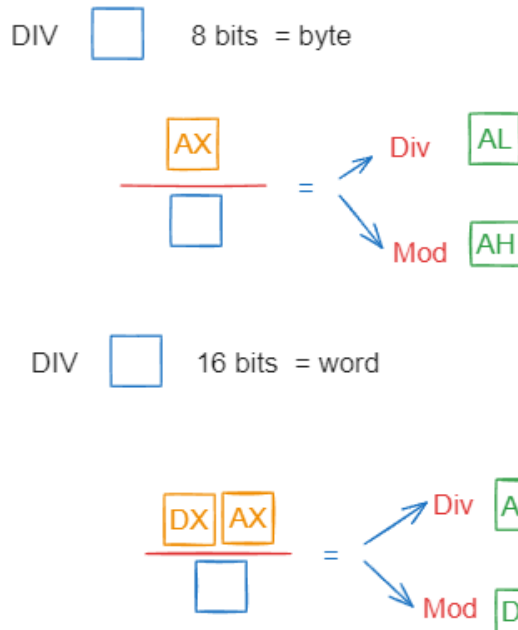 DIV 8 bits = byte
AX
= Div AL
Mod AH
DIV 16 bits = word
DX AX
= Div A
Mod D